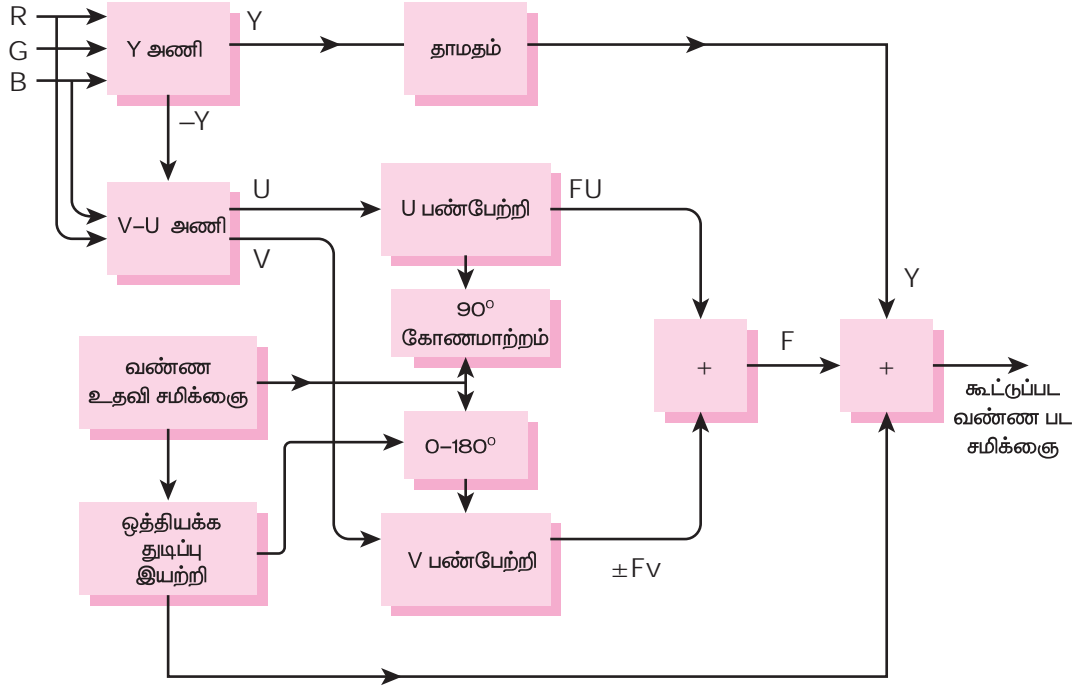 R
G
B
Y அணி
Y
தாமதம்
–Y
V–U அணி
U
V
U பண்பேற்றி
FU
Y
90°
கோணமாற்றம்
வண்ண
உதவி சமிக்ஞை
0–180°
+
F
+
கூட்டுப்பட
வண்ண பட
சமிக்ஞை
ஒத்தியக்க
துடிப்பு
இயற்றி
V பண்பேற்றி
±Fv